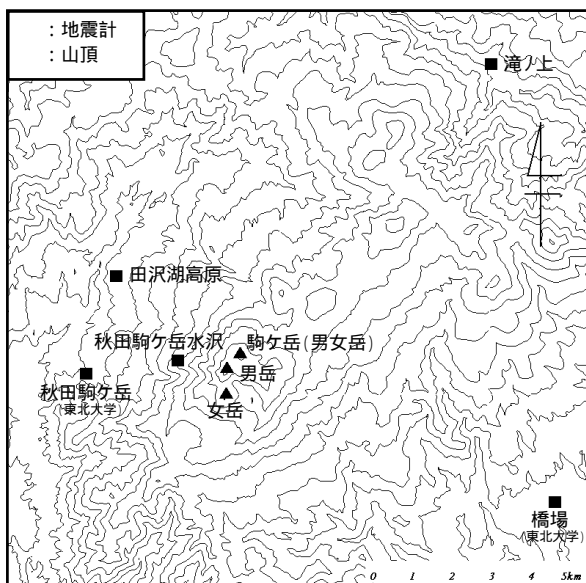 ：地震計
：山頂
滝ノ上
田沢湖高原
秋田駒ケ岳水沢
駒ケ岳(男女岳)
男岳
秋田駒ケ岳
(東北大学)
女岳
橋場
(東北大学)
0 1 2 3 4 5km